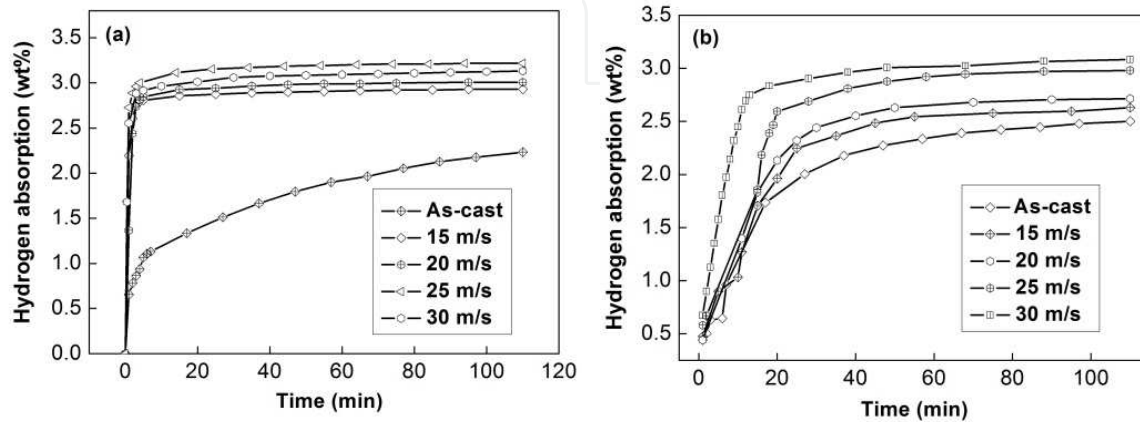 (a)
Hydrogen absorption (wt%)
3.5
3.0
2.5
2.0
1.5
1.0
0.5
0.0
As-cast
15 m/s
20 m/s
25 m/s
30 m/s
0 20 40 60 80 100 120
Time (min)
(b)
Hydrogen absorption (wt%)
3.5
3.0
2.5
2.0
1.5
1.0
0.5
As-cast
15 m/s
20 m/s
25 m/s
30 m/s
0 20 40 60 80 100
Time (min)